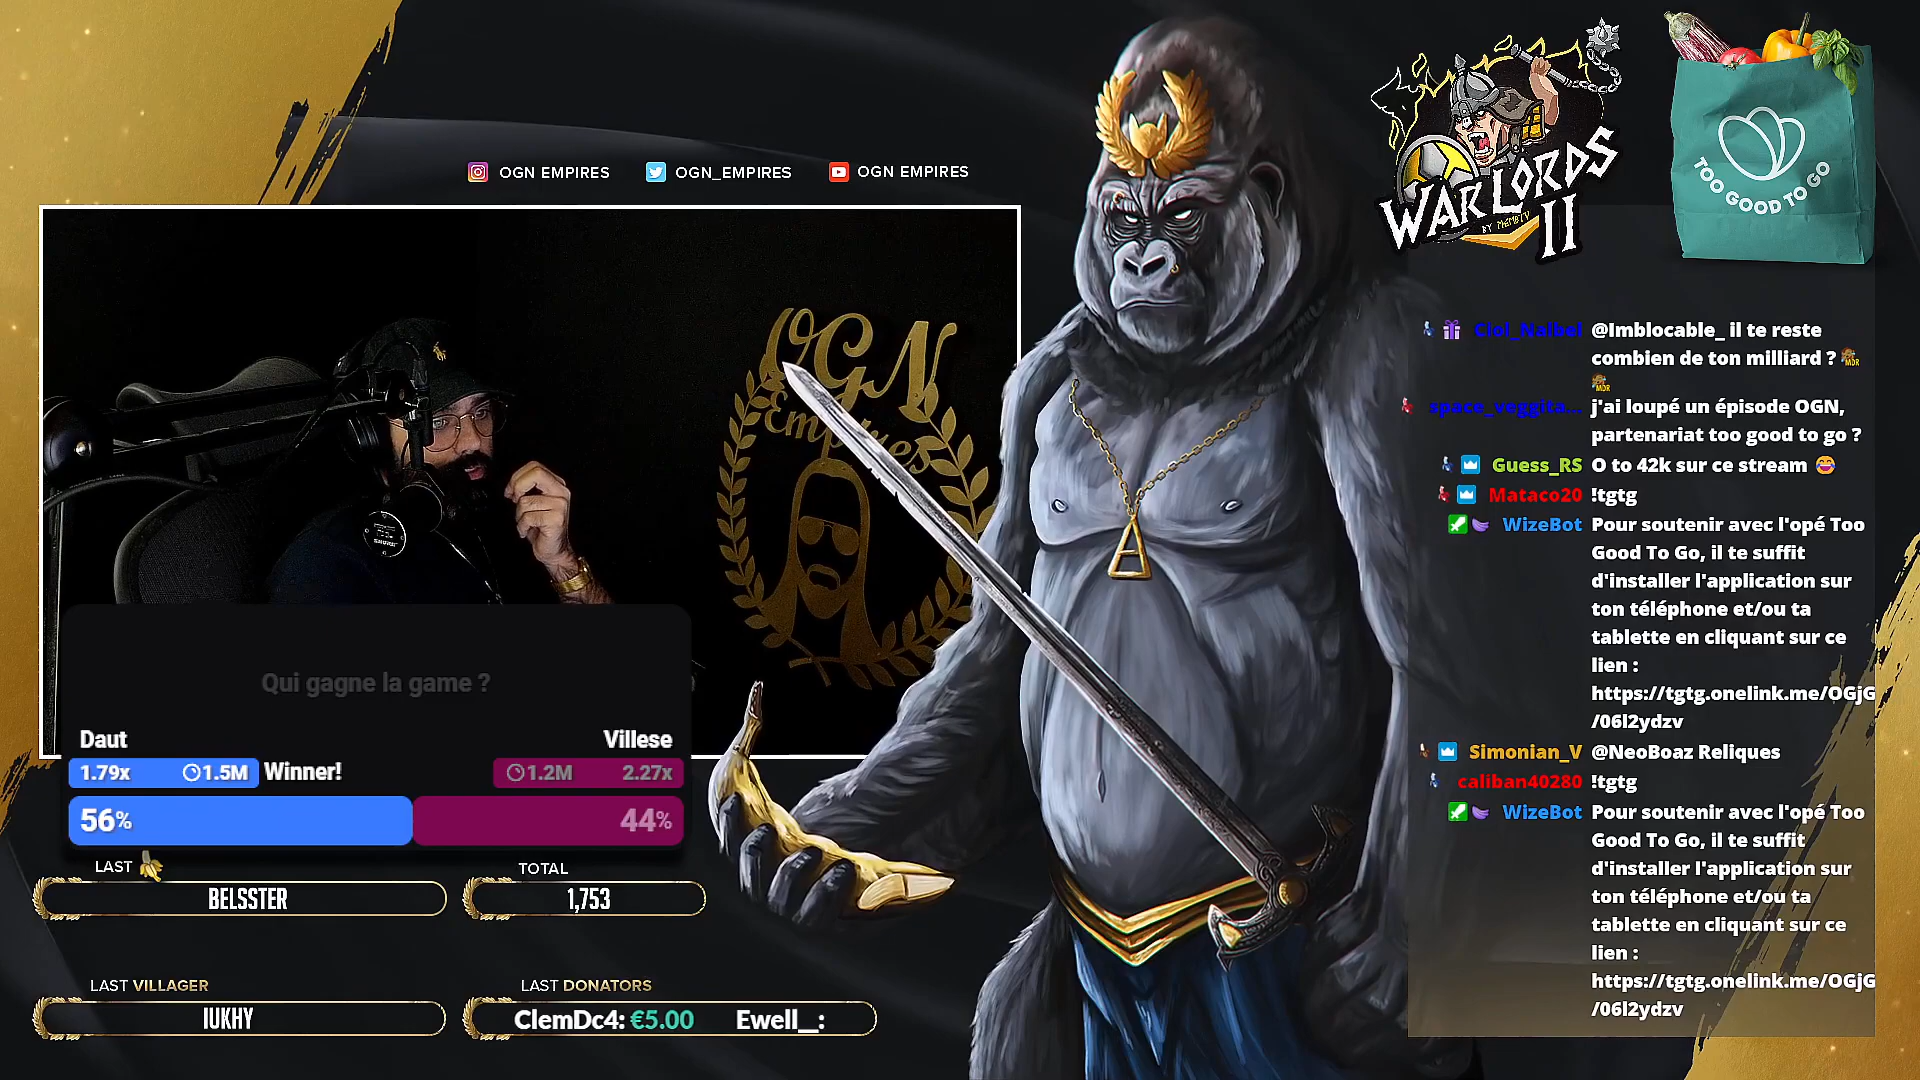 OGN EMPIRES
OGN_EMPIRES
OGN EMPIRES
WARLORDS
BY MEMBTV
II
TOO GOOD TO GO
OGN
Empires
Qui gagne la game ?
Daut
Villese
1.79x
1.5M
Winner!
1.2M
2.27x
56%
44%
LAST
BELSSTER
TOTAL
1,753
LAST VILLAGER
IUKHY
LAST DONATORS
ClemDc4: €5.00
Ewell__:
Clol_Naibel @Imblocable_ il te reste
combien de ton milliard ?
space_veggita... j'ai loupé un épisode OGN,
partenariat too good to go ?
Guess_RS O to 42k sur ce stream
Mataco20 !tgtg
WizeBot Pour soutenir avec l'opé Too
Good To Go, il te suffit
d'installer l'application sur
ton téléphone et/ou ta
tablette en cliquant sur ce
lien :
https://tgtg.onelink.me/OGjG
/06l2ydzv
Simonian_V @NeoBoaz Reliques
caliban40280 !tgtg
WizeBot Pour soutenir avec l'opé Too
Good To Go, il te suffit
d'installer l'application sur
ton téléphone et/ou ta
tablette en cliquant sur ce
lien :
https://tgtg.onelink.me/OGjG
/06l2ydzv